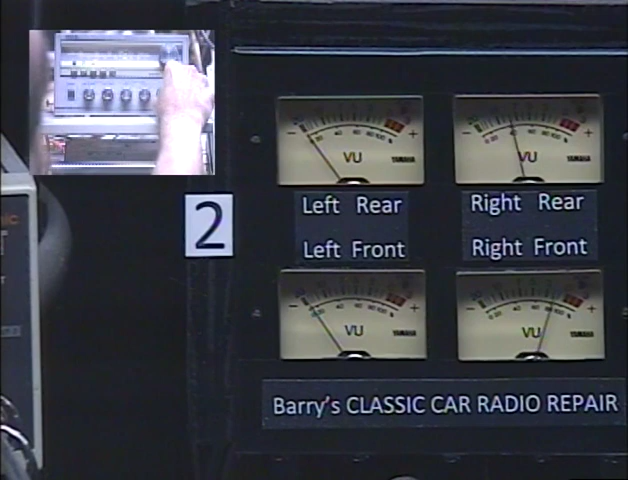 VU
YAMAHA
VU
YAMAHA
2
Left Rear
Right Rear
Left Front
Right Front
VU
YAMAHA
VU
YAMAHA
Barry's CLASSIC CAR RADIO REPAIR